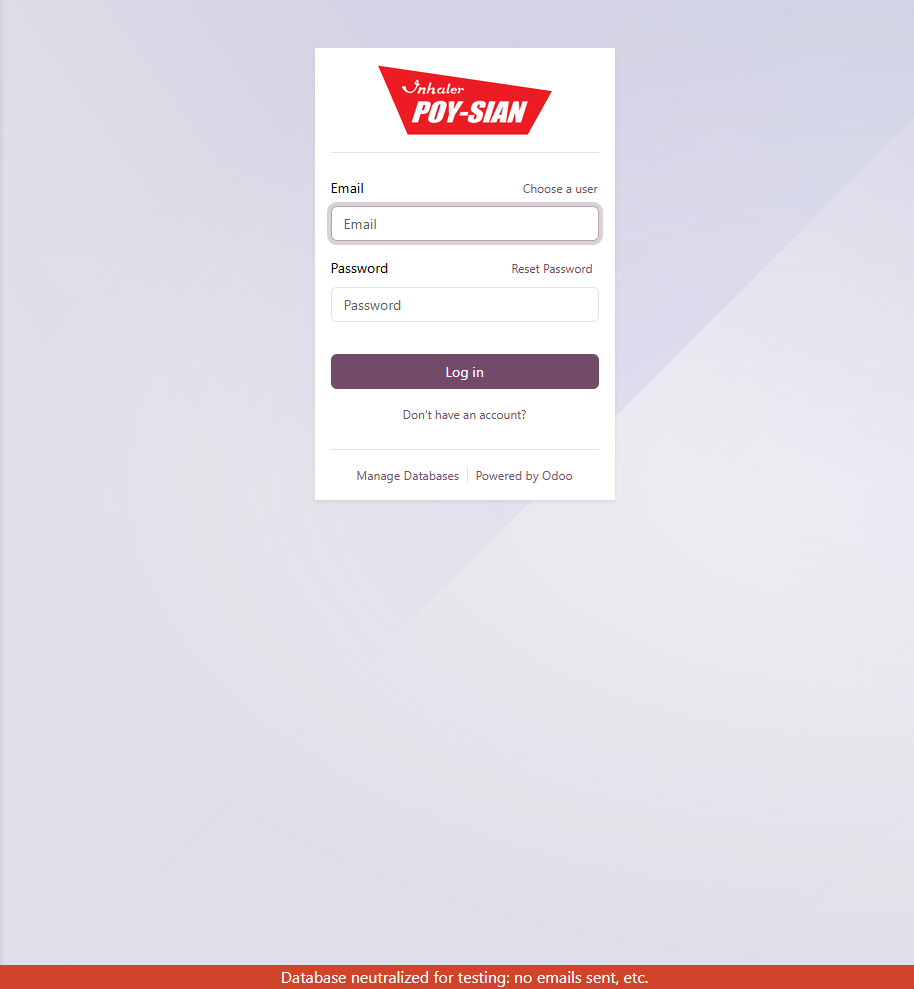 Inhaler
POY-SIAN
Email
Choose a user
Email
Password
Reset Password
Password
Log in
Don't have an account?
Manage Databases
Powered by Odoo
Database neutralized for testing: no emails sent, etc.